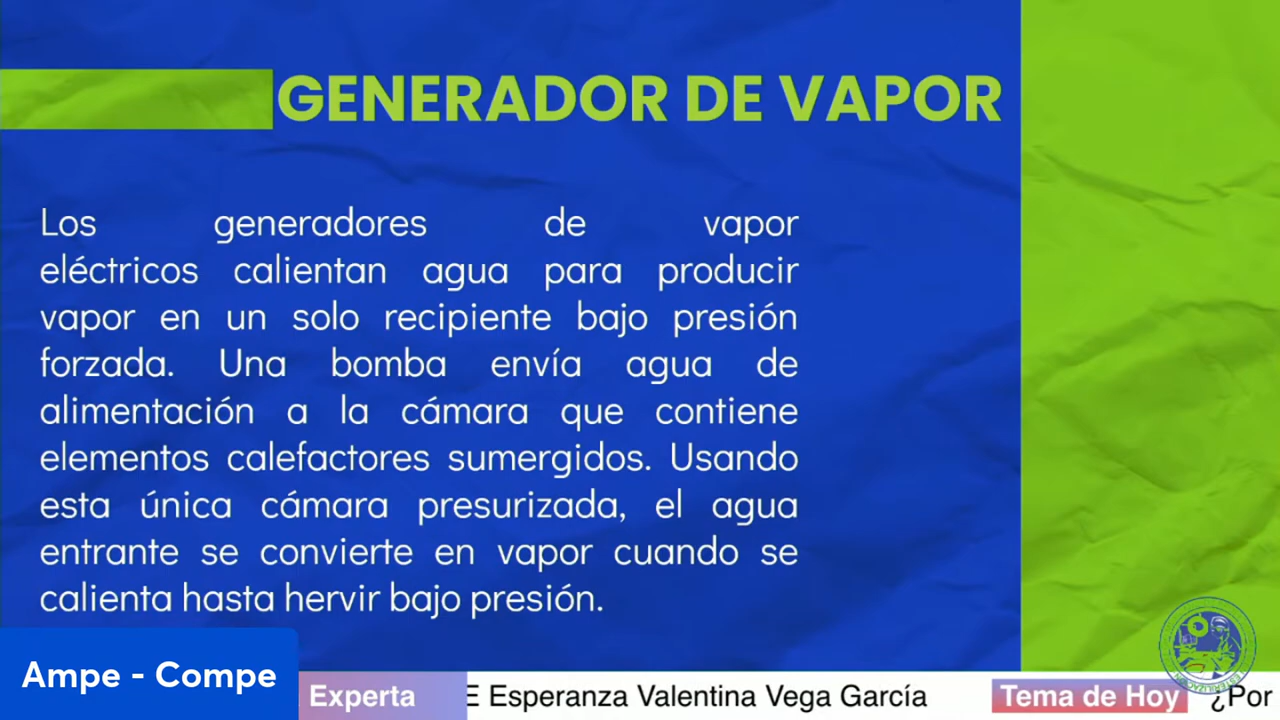 GENERADOR DE VAPOR
Los generadores de vapor
eléctricos calientan agua para producir
vapor en un solo recipiente bajo presión
forzada. Una bomba envía agua de
alimentación a la cámara que contiene
elementos calefactores sumergidos. Usando
esta única cámara presurizada, el agua
entrante se convierte en vapor cuando se
calienta hasta hervir bajo presión.
Ampe - Compe
Experta E Esperanza Valentina Vega García Tema de Hoy ¿Por